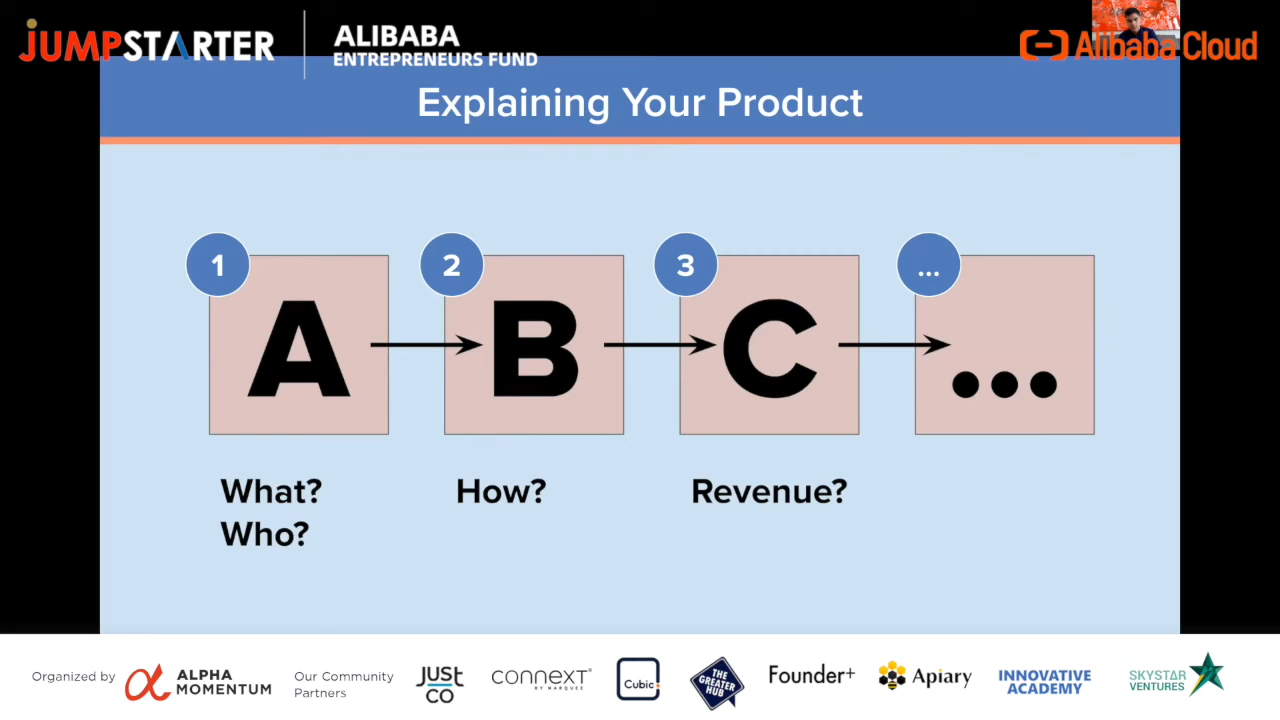 JUMPSTARTER
ALIBABA
ENTREPRENEURS FUND
Alibaba Cloud
Explaining Your Product
1
2
3
...
A
B
C
...
What?
Who?
How?
Revenue?
Organized by
ALPHA
MOMENTUM
Our Community
Partners
JUSt
CO
CONNEXT
BY MARQUEE
Cubic
THE
GREATER
HUB
Founder+
Apiary
INNOVATIVE
ACADEMY
SKYSTAR
VENTURES